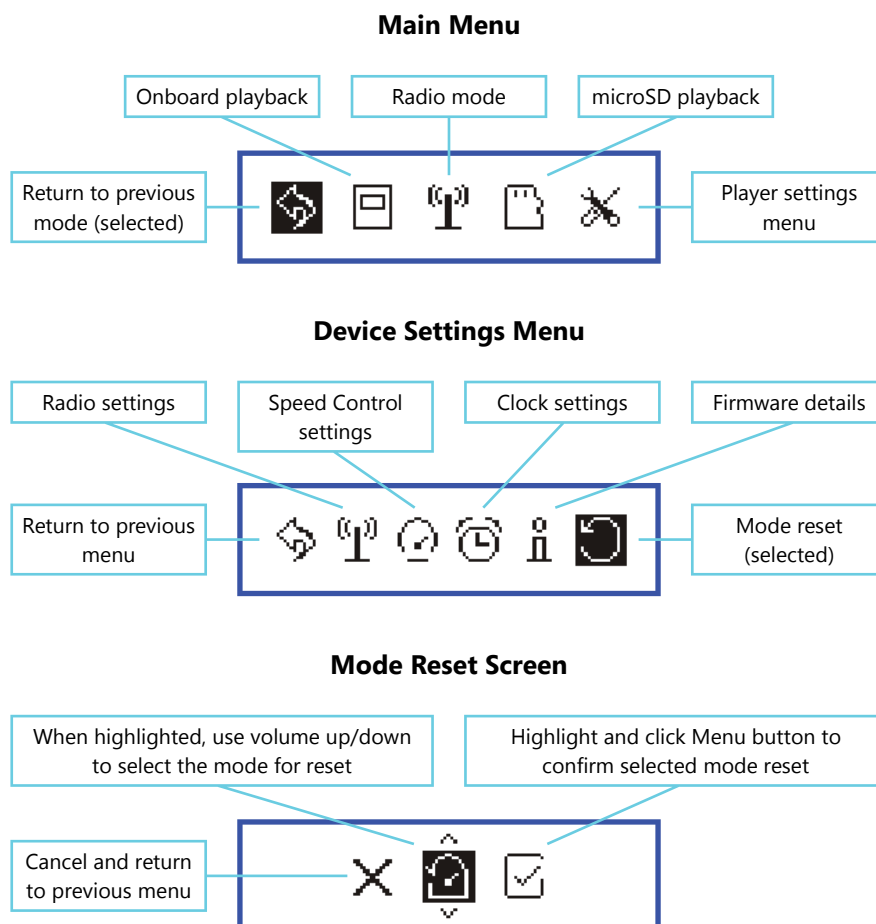 Main Menu
Onboard playback
Radio mode
microSD playback
Return to previous
mode (selected)
Player settings
menu
Device Settings Menu
Radio settings
Speed Control
settings
Clock settings
Firmware details
Return to previous
menu
Mode reset
(selected)
Mode Reset Screen
When highlighted, use volume up/down
to select the mode for reset
Highlight and click Menu button to
confirm selected mode reset
Cancel and return
to previous menu